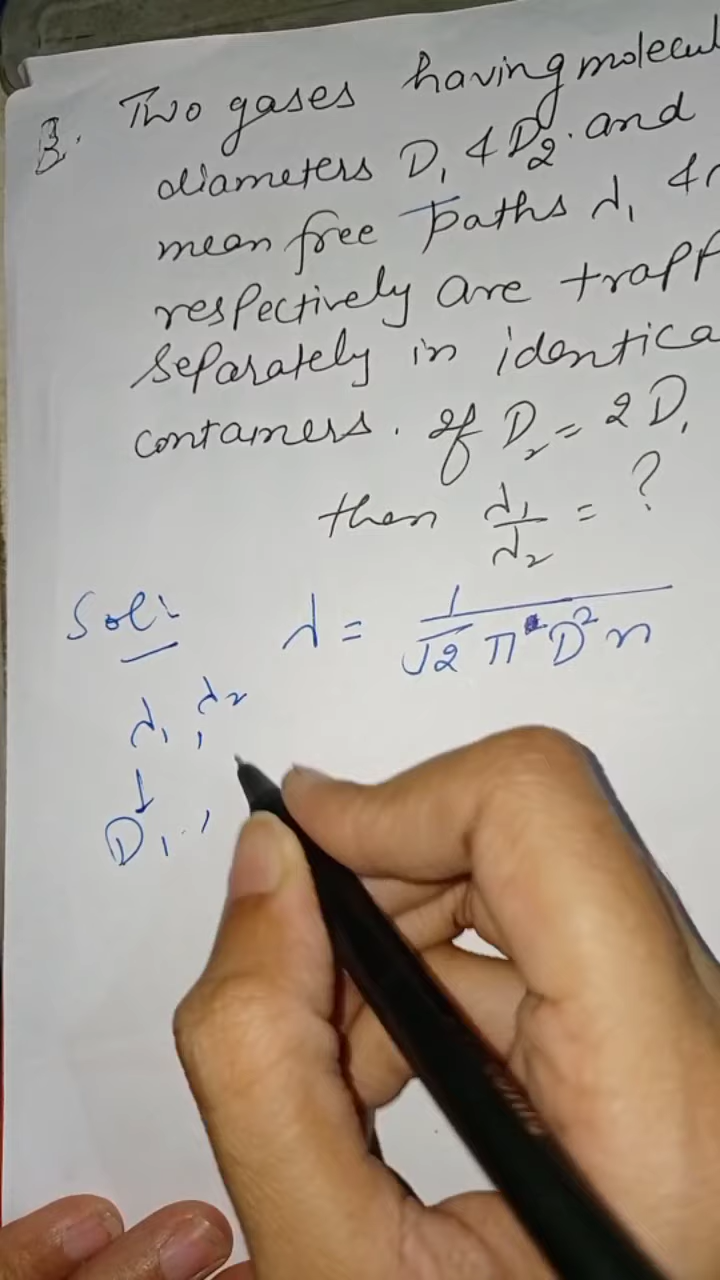 3. Two gases having molecul
diameters D₁ & D₂. and
mean free paths λ₁ &
respectively are trapp
separately in identica
contamers. If D₂ = 2D₁
then λ₁/λ₂ = ?
Sol:
λ = 1/√2 π D² n
λ₁, λ₂
↓
D₁,